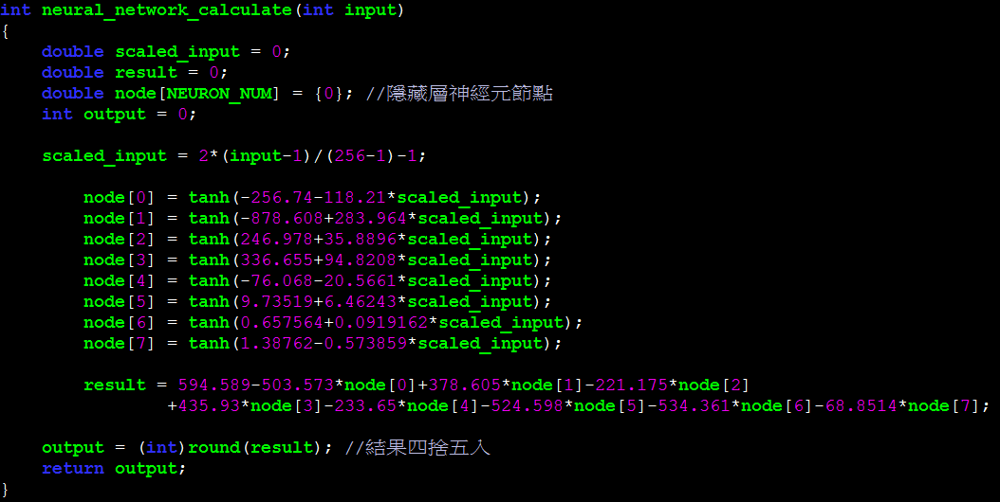 int neural_network_calculate(int input)
{
    double scaled_input = 0;
    double result = 0;
    double node[NEURON_NUM] = {0}; //隱藏層神經元節點
    int output = 0;

    scaled_input = 2*(input-1)/(256-1)-1;

        node[0] = tanh(-256.74-118.21*scaled_input);
        node[1] = tanh(-878.608+283.964*scaled_input);
        node[2] = tanh(246.978+35.8896*scaled_input);
        node[3] = tanh(336.655+94.8208*scaled_input);
        node[4] = tanh(-76.068-20.5661*scaled_input);
        node[5] = tanh(9.73519+6.46243*scaled_input);
        node[6] = tanh(0.657564+0.0919162*scaled_input);
        node[7] = tanh(1.38762-0.573859*scaled_input);

        result = 594.589-503.573*node[0]+378.605*node[1]-221.175*node[2]
                +435.93*node[3]-233.65*node[4]-524.598*node[5]-534.361*node[6]-68.8514*node[7];

    output = (int)round(result); //結果四捨五入
    return output;
}